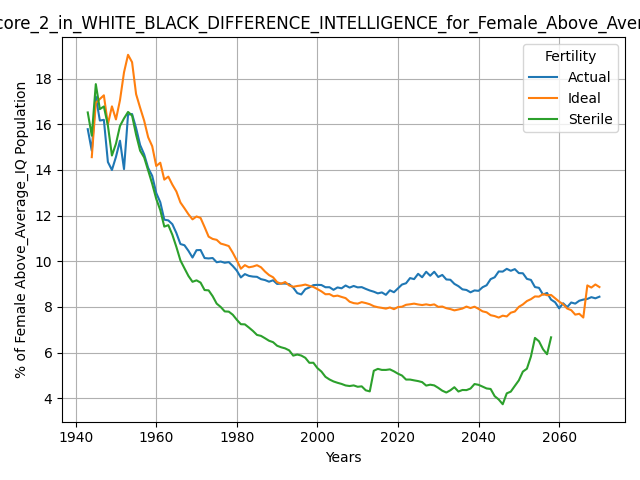 core_2_in_WHITE_BLACK_DIFFERENCE_INTELLIGENCE_for_Female_Above_Aver
Fertility
Actual
Ideal
Sterile
% of Female Above_Average_IQ Population
18
16
14
12
10
8
6
4
1940 1960 1980 2000 2020 2040 2060
Years